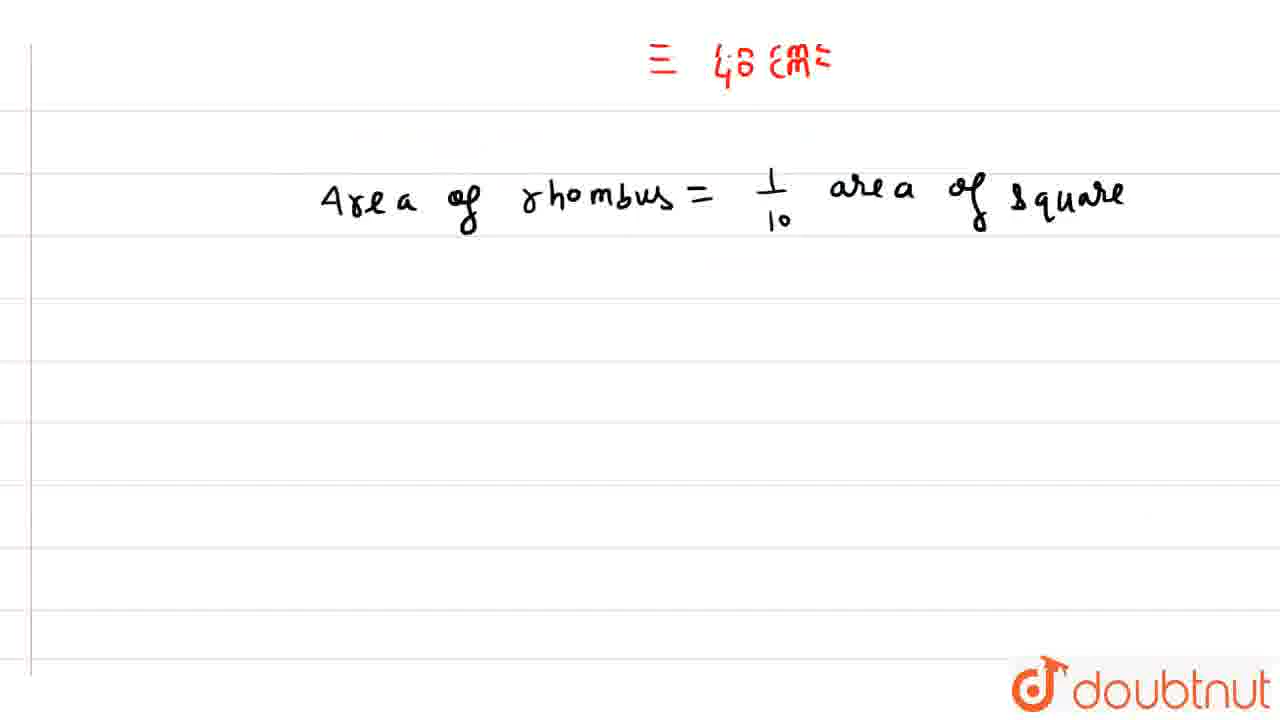 Area of rhombus = 1/10 area of square
doubtnut